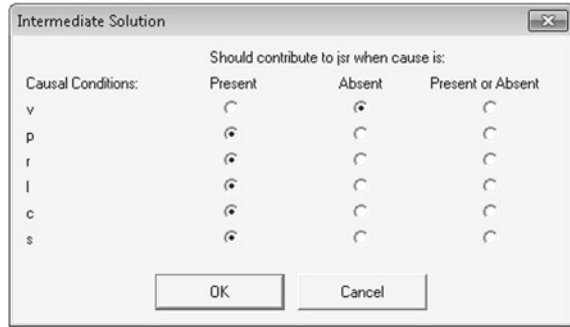 Intermediate Solution
Should contribute to jsr when cause is:
Causal Conditions: Present Absent Present or Absent
v
p
r
l
c
s
OK Cancel